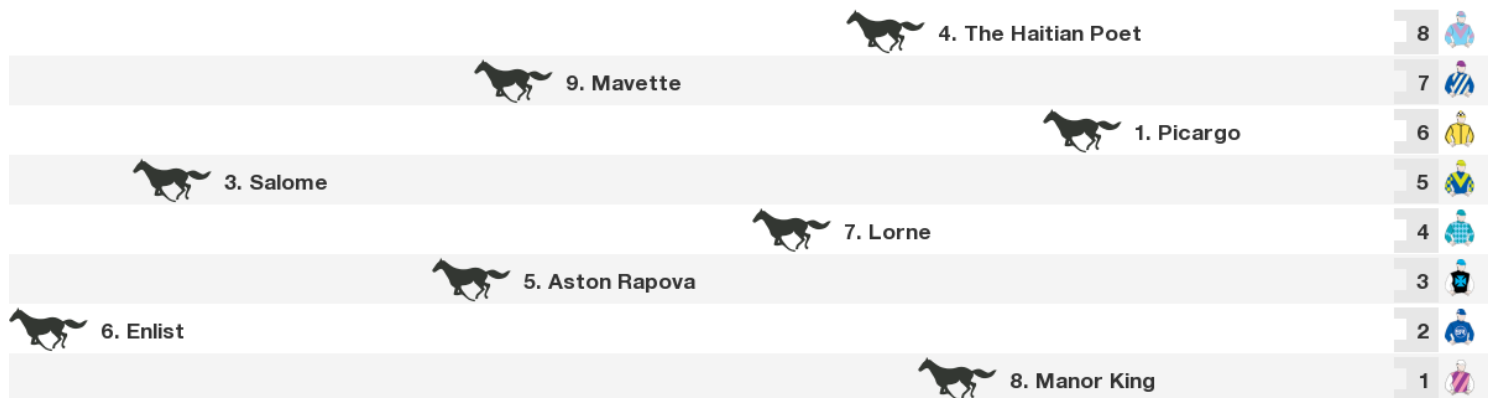 4. The Haitian Poet 8
9. Mavette 7
1. Picargo 6
3. Salome 5
7. Lorne 4
5. Aston Rapova 3
6. Enlist 2
8. Manor King 1